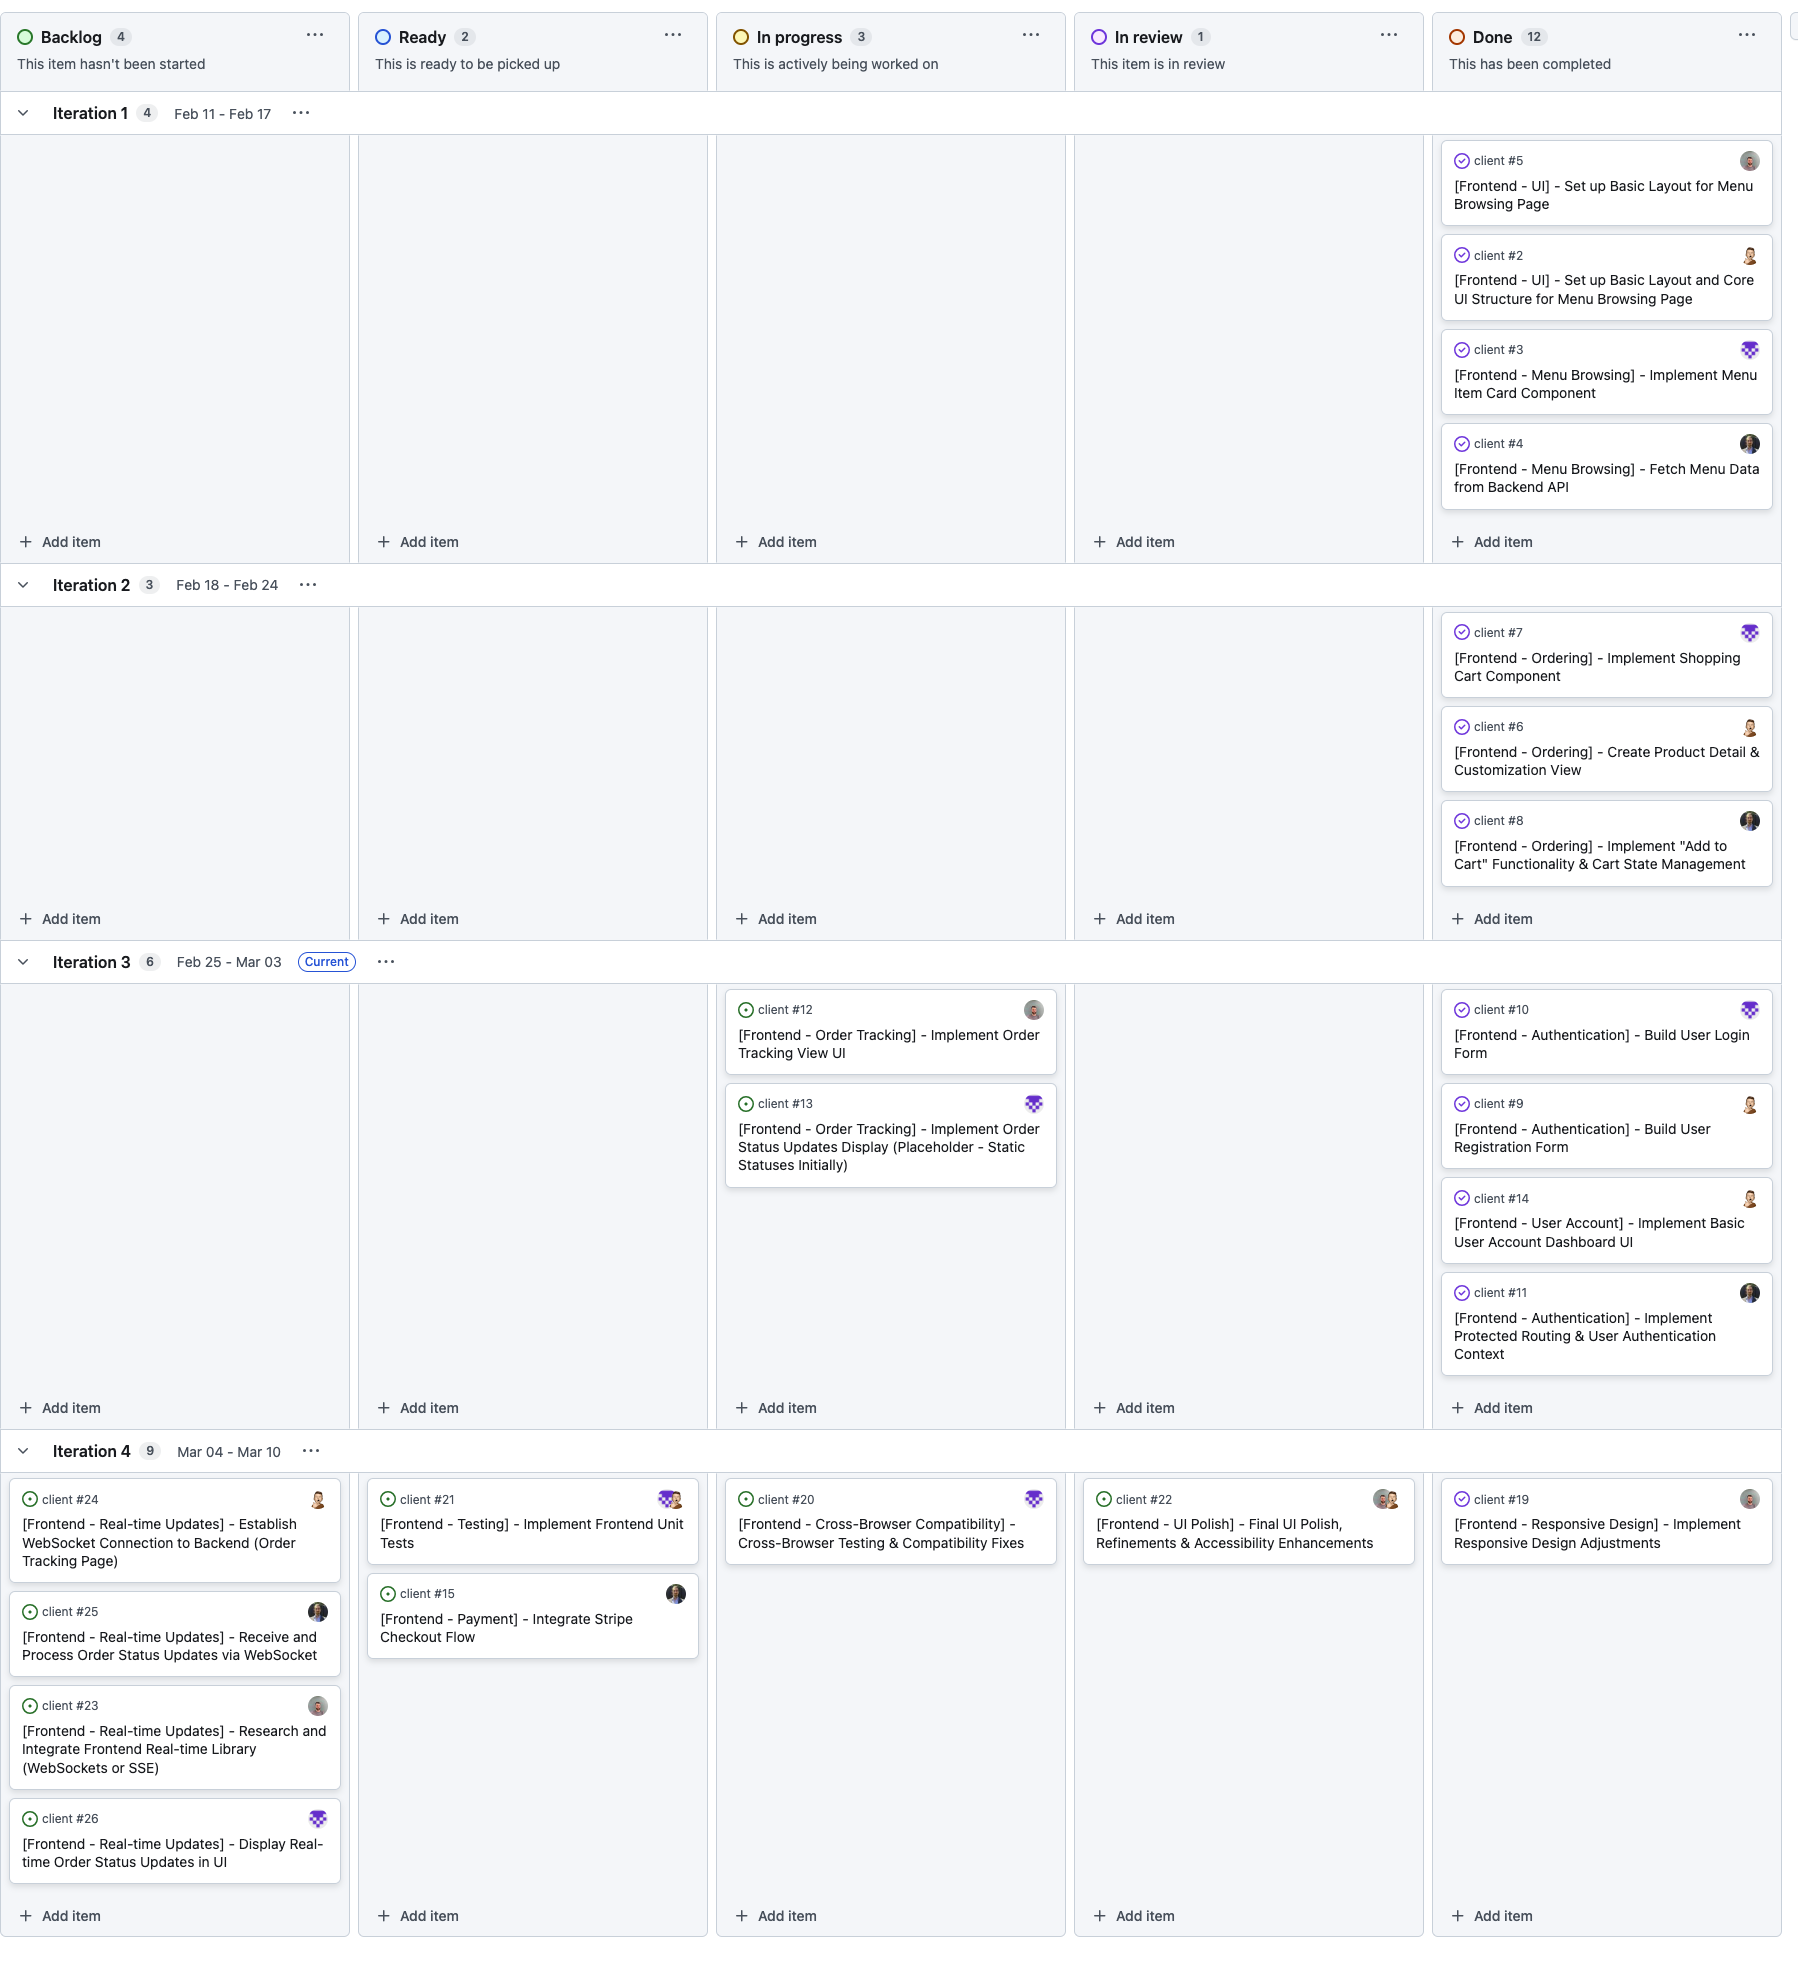 Backlog 4
This item hasn't been started
Ready 2
This is ready to be picked up
In progress 3
This is actively being worked on
In review 1
This item is in review
Done 12
This has been completed
Iteration 1 4 Feb 11 - Feb 17
client #5
[Frontend - UI] - Set up Basic Layout for Menu
Browsing Page
client #2
[Frontend - UI] - Set up Basic Layout and Core
UI Structure for Menu Browsing Page
client #3
[Frontend - Menu Browsing] - Implement Menu
Item Card Component
client #4
[Frontend - Menu Browsing] - Fetch Menu Data
from Backend API
Add item
Add item
Add item
Add item
Add item
Iteration 2 3 Feb 18 - Feb 24
client #7
[Frontend - Ordering] - Implement Shopping
Cart Component
client #6
[Frontend - Ordering] - Create Product Detail &
Customization View
client #8
[Frontend - Ordering] - Implement "Add to
Cart" Functionality & Cart State Management
Add item
Add item
Add item
Add item
Add item
Iteration 3 6 Feb 25 - Mar 03 Current
client #12
[Frontend - Order Tracking] - Implement Order
Tracking View UI
client #13
[Frontend - Order Tracking] - Implement Order
Status Updates Display (Placeholder - Static
Statuses Initially)
client #10
[Frontend - Authentication] - Build User Login
Form
client #9
[Frontend - Authentication] - Build User
Registration Form
client #14
[Frontend - User Account] - Implement Basic
User Account Dashboard UI
client #11
[Frontend - Authentication] - Implement
Protected Routing & User Authentication
Context
Add item
Add item
Add item
Add item
Add item
Iteration 4 9 Mar 04 - Mar 10
client #24
[Frontend - Real-time Updates] - Establish
WebSocket Connection to Backend (Order
Tracking Page)
client #25
[Frontend - Real-time Updates] - Receive and
Process Order Status Updates via WebSocket
client #23
[Frontend - Real-time Updates] - Research and
Integrate Frontend Real-time Library
(WebSockets or SSE)
client #26
[Frontend - Real-time Updates] - Display Real-
time Order Status Updates in UI
client #21
[Frontend - Testing] - Implement Frontend Unit
Tests
client #15
[Frontend - Payment] - Integrate Stripe
Checkout Flow
client #20
[Frontend - Cross-Browser Compatibility] -
Cross-Browser Testing & Compatibility Fixes
client #22
[Frontend - UI Polish] - Final UI Polish,
Refinements & Accessibility Enhancements
client #19
[Frontend - Responsive Design] - Implement
Responsive Design Adjustments
Add item
Add item
Add item
Add item
Add item